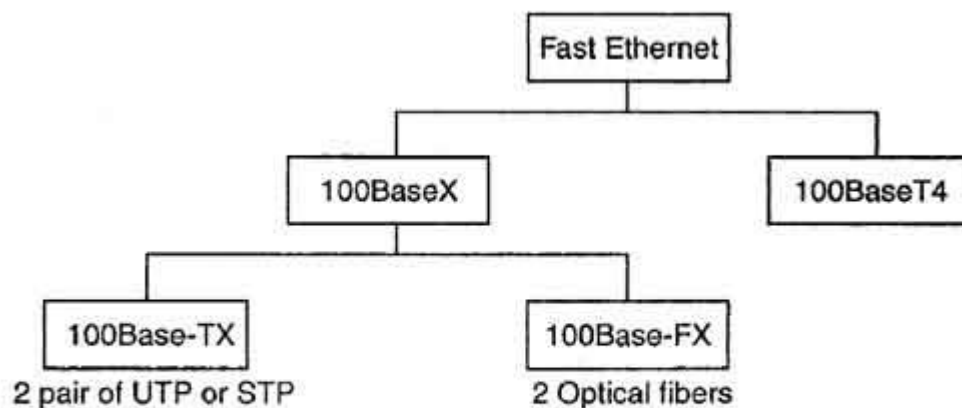 Fast Ethernet
100BaseX
100BaseT4
100Base-TX
100Base-FX
2 pair of UTP or STP
2 Optical fibers